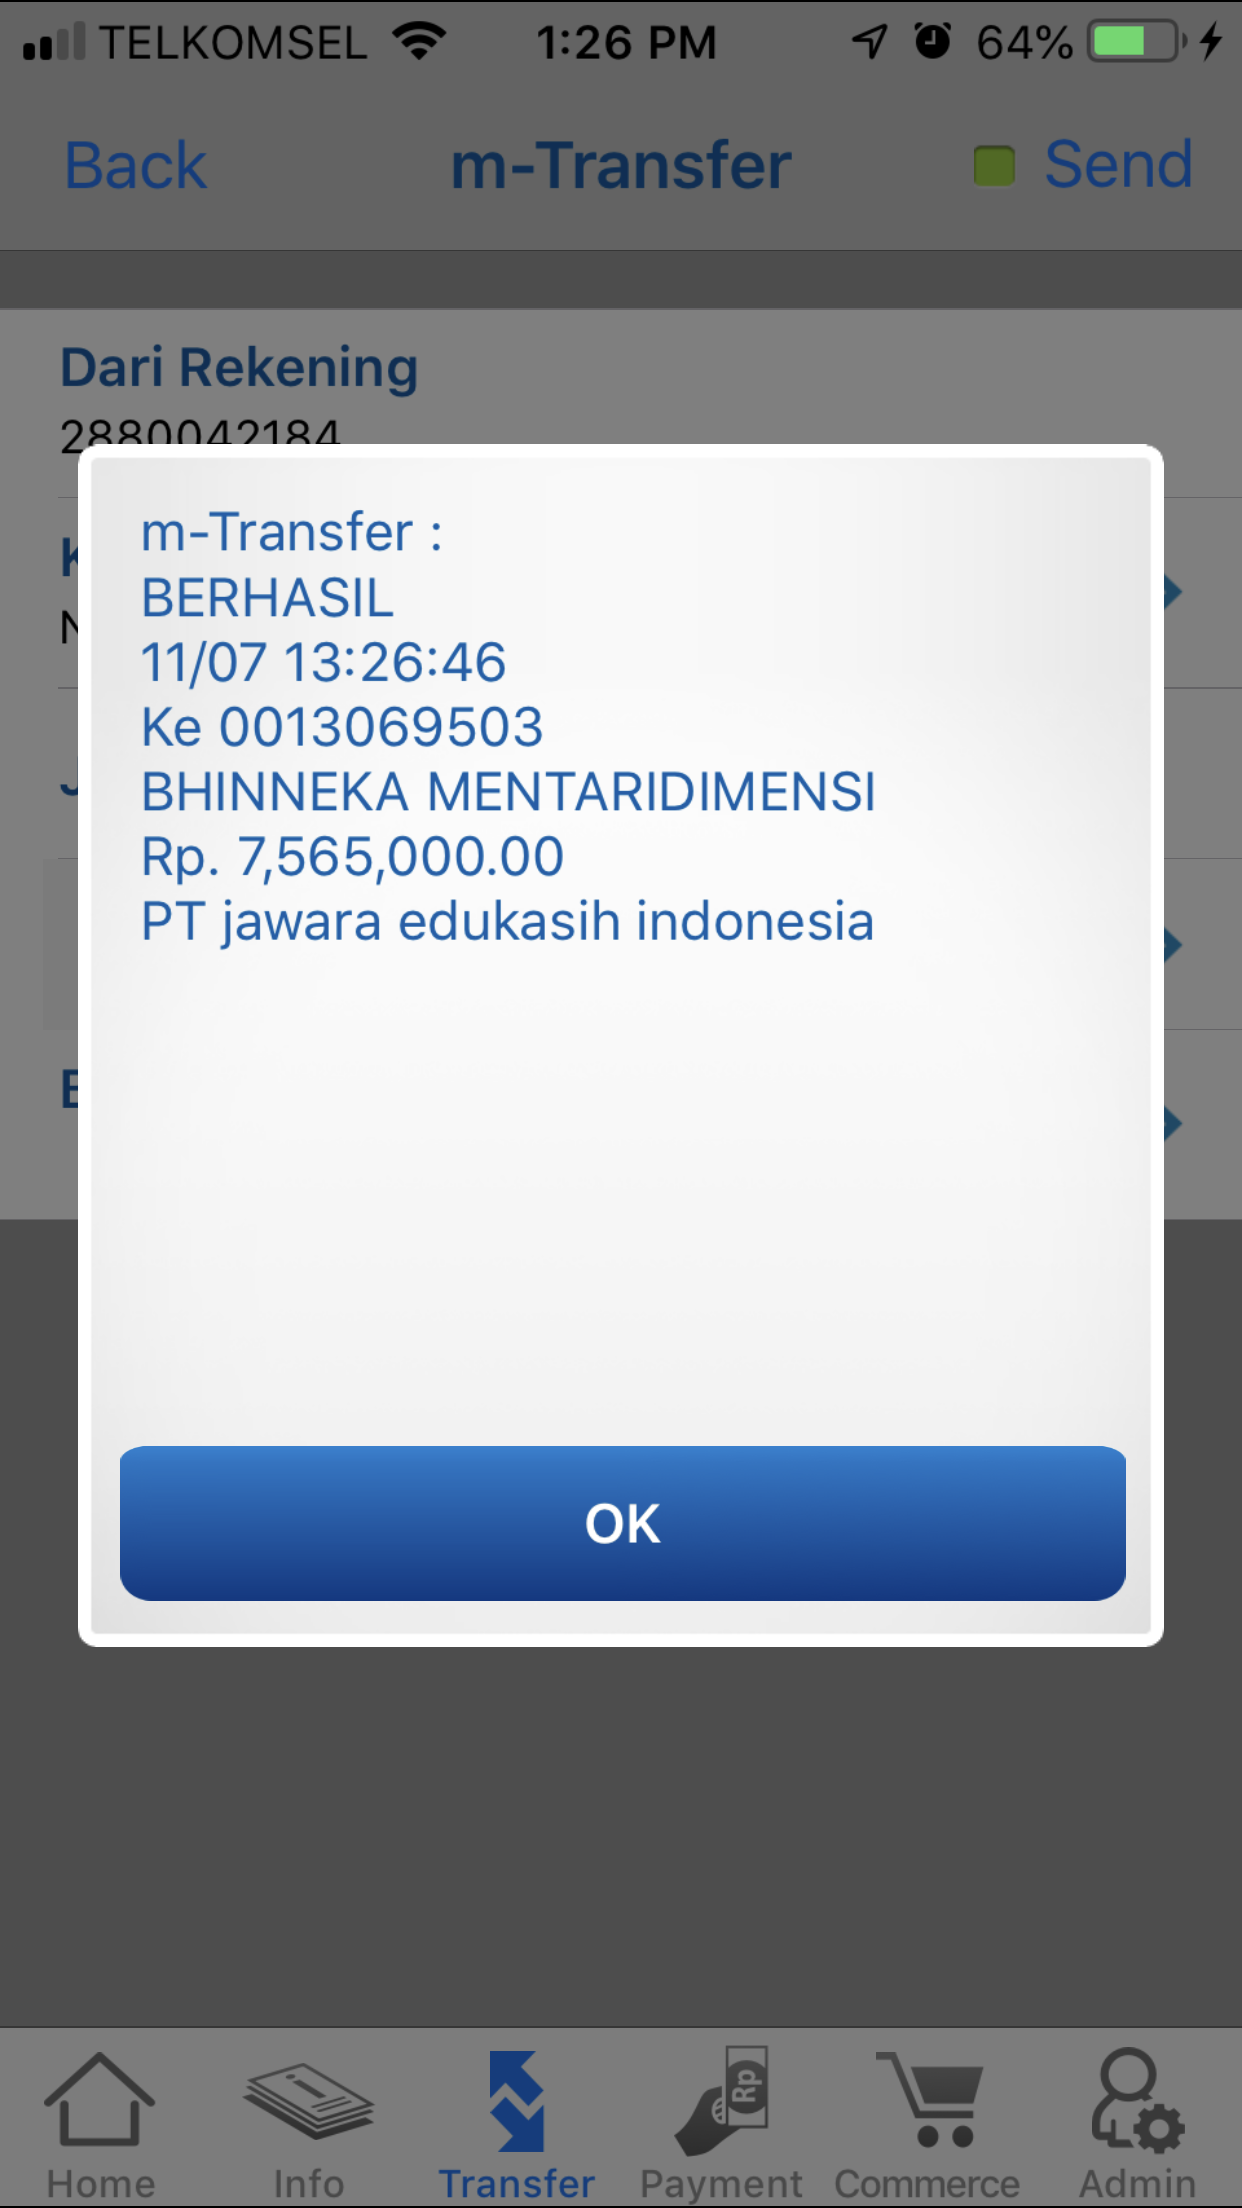 TELKOMSEL 1:26 PM 64%
Back m-Transfer Send
Dari Rekening
2880042184
m-Transfer :
BERHASIL
11/07 13:26:46
Ke 0013069503
BHINNEKA MENTARIDIMENSI
Rp. 7,565,000.00
PT jawara edukasih indonesia
OK
Rp
Home Info Transfer Payment Commerce Admin